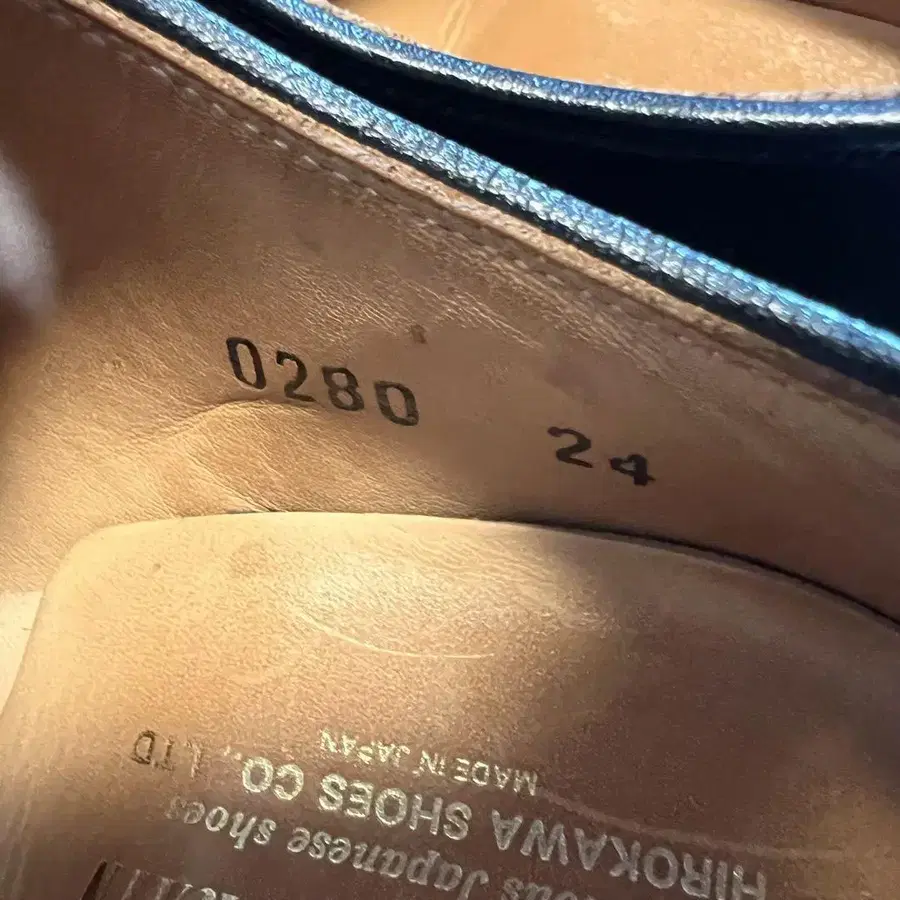 0280 24
Japanese shoes
HIROKAWA SHOES CO., LTD
MADE IN JAPAN